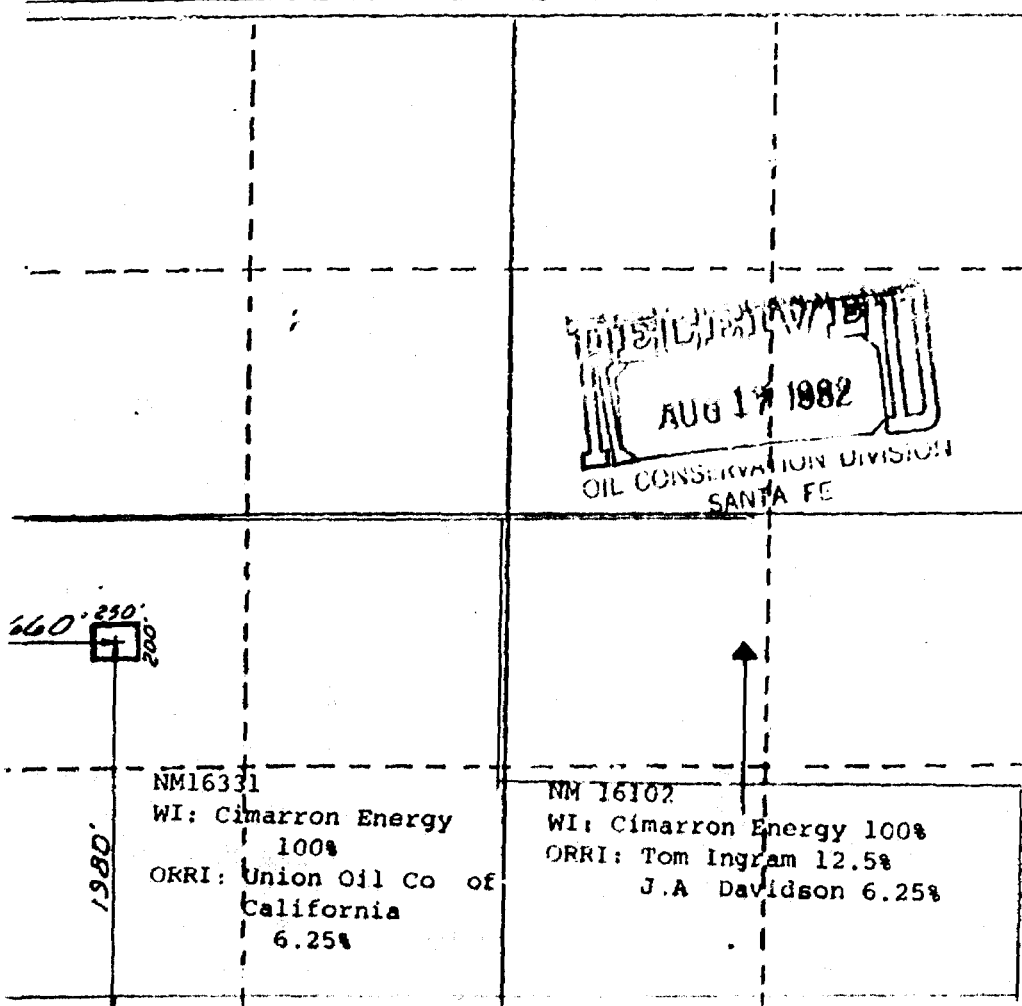 RECEIVED
AUG 17 1982
OIL CONSERVATION DIVISION
SANTA FE
660'
250'
200'
1980'
NM16331
WI: Cimarron Energy
100%
ORRI: Union Oil Co of
California
6.25%
NM 16102
WI: Cimarron Energy 100%
ORRI: Tom Ingram 12.5%
J.A Davidson 6.25%